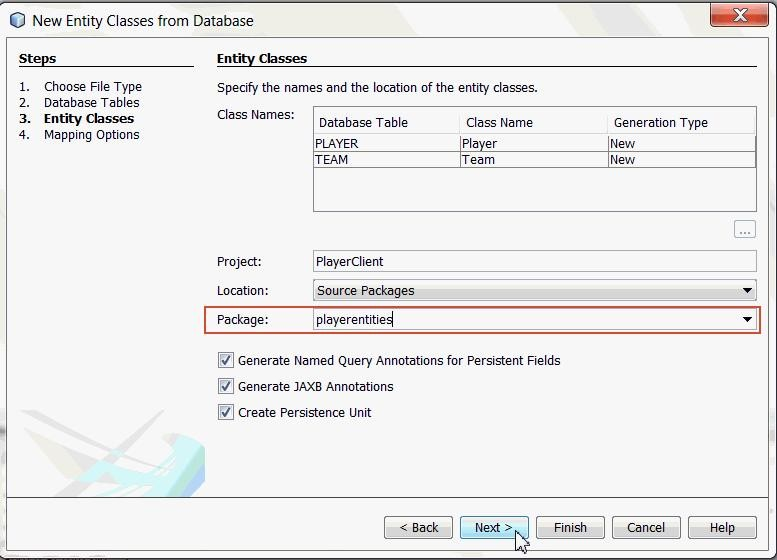 New Entity Classes from Database
Steps
1. Choose File Type
2. Database Tables
3. Entity Classes
4. Mapping Options
Entity Classes
Specify the names and the location of the entity classes.
Class Names:
Database Table Class Name Generation Type
PLAYER Player New
TEAM Team New
...
Project: PlayerClient
Location: Source Packages
Package: playerentities
Generate Named Query Annotations for Persistent Fields
Generate JAXB Annotations
Create Persistence Unit
< Back Next > Finish Cancel Help